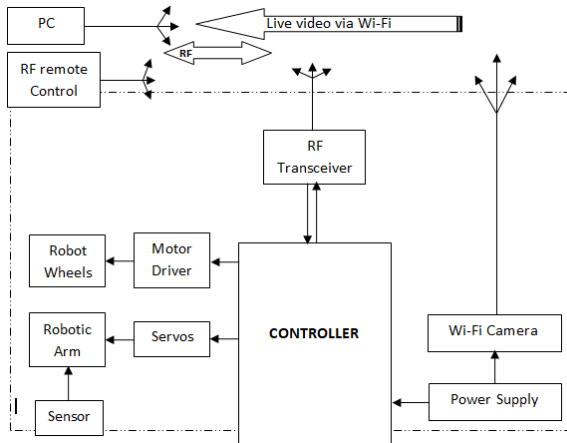 PC
Live video via Wi-Fi
RF
RF remote
Control
RF
Transceiver
Robot
Wheels
Motor
Driver
CONTROLLER
Robotic
Arm
Servos
Wi-Fi Camera
Sensor
Power Supply